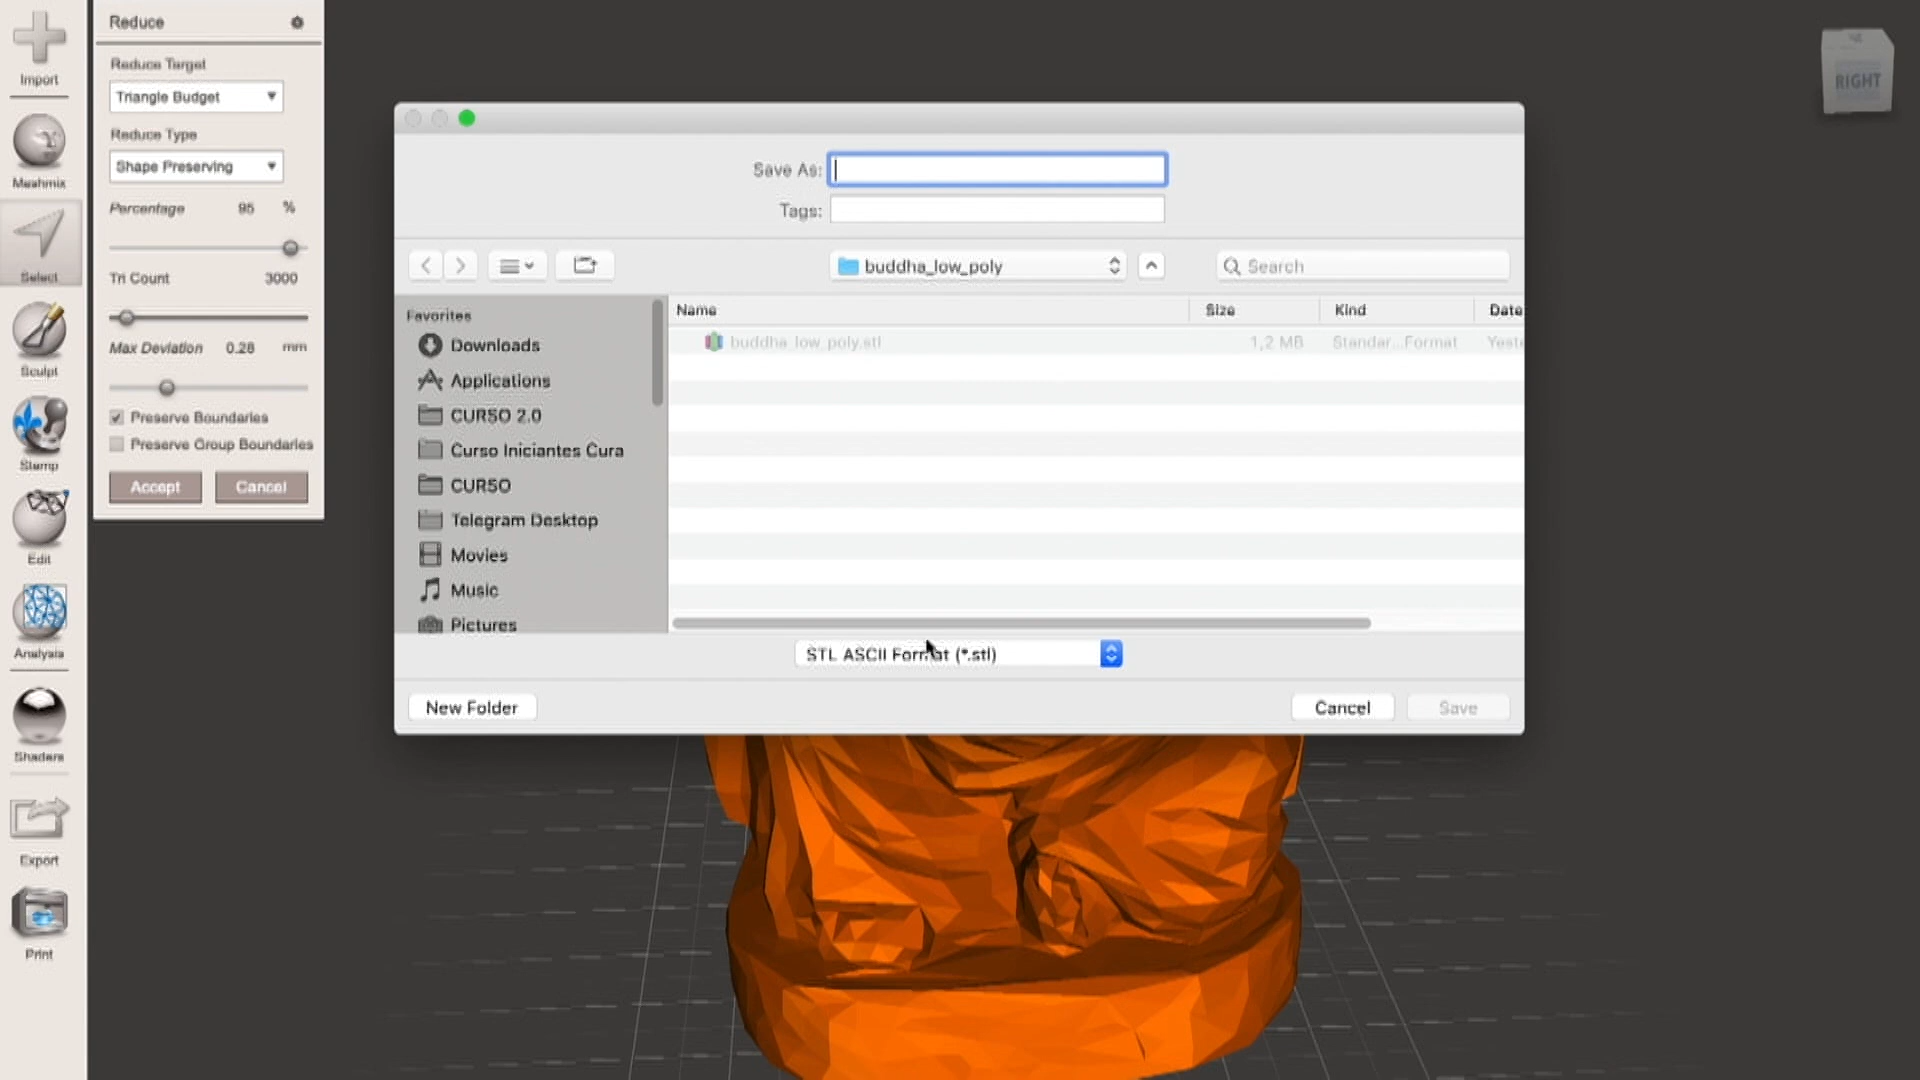 Reduce
Reduce Target
Triangle Budget
Reduce Type
Shape Preserving
Percentage 95 %
Tri Count 3000
Max Deviation 0.28 mm
Preserve Boundaries
Preserve Group Boundaries
Accept Cancel
Import
Meshmix
Select
Sculpt
Stamp
Edit
Analysis
Shaders
Export
Print
Save As:
Tags:
buddha_low_poly
Search
Favorites
Downloads
Applications
CURSO 2.0
Curso Iniciantes Cura
CURSO
Telegram Desktop
Movies
Music
Pictures
Name Size Kind Date
buddha_low_poly.stl 1,2 MB Standar...Format Yeste
STL ASCII Format (*.stl)
New Folder Cancel Save
RIGHT